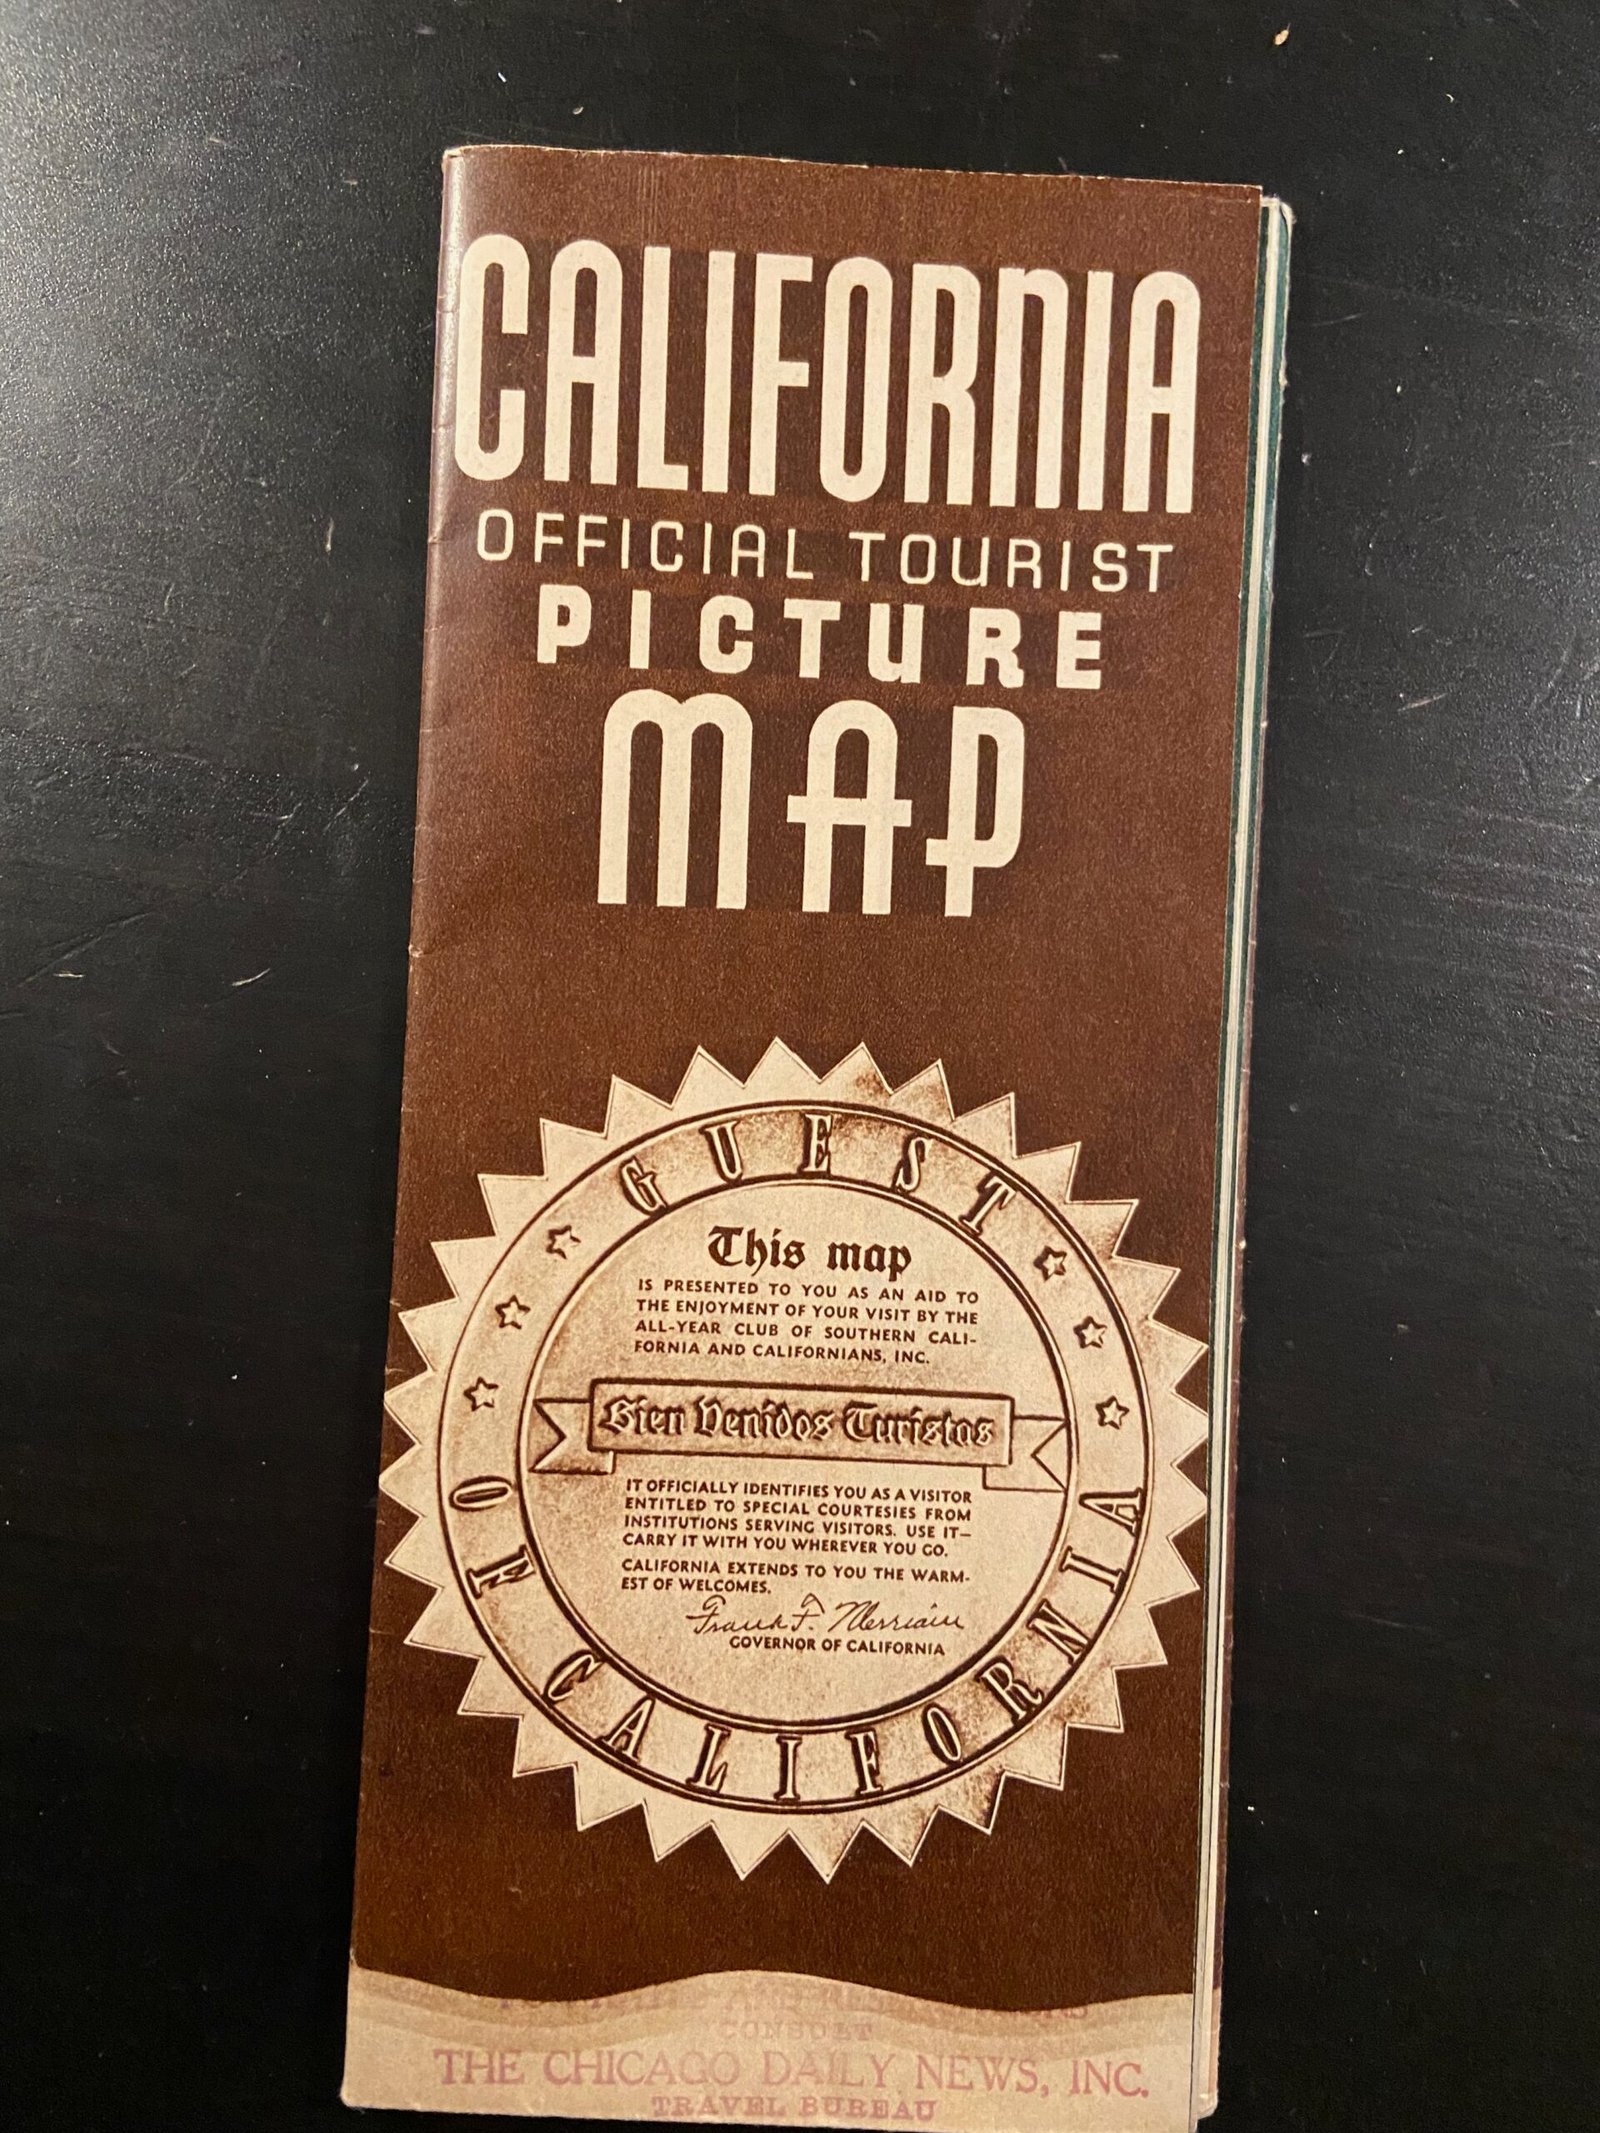 CALIFORNIA
OFFICIAL TOURIST
PICTURE
MAP
GUEST
OF CALIFORNIA
This map
IS PRESENTED TO YOU AS AN AID TO
THE ENJOYMENT OF YOUR VISIT BY THE
ALL-YEAR CLUB OF SOUTHERN CALI-
FORNIA AND CALIFORNIANS, INC.
Bien Venidos Turistas
IT OFFICIALLY IDENTIFIES YOU AS A VISITOR
ENTITLED TO SPECIAL COURTESIES FROM
INSTITUTIONS SERVING VISITORS. USE IT—
CARRY IT WITH YOU WHEREVER YOU GO.
CALIFORNIA EXTENDS TO YOU THE WARM-
EST OF WELCOMES.
Frank F. Merriam
GOVERNOR OF CALIFORNIA
AND
CONSULT
THE CHICAGO DAILY NEWS, INC.
TRAVEL BUREAU